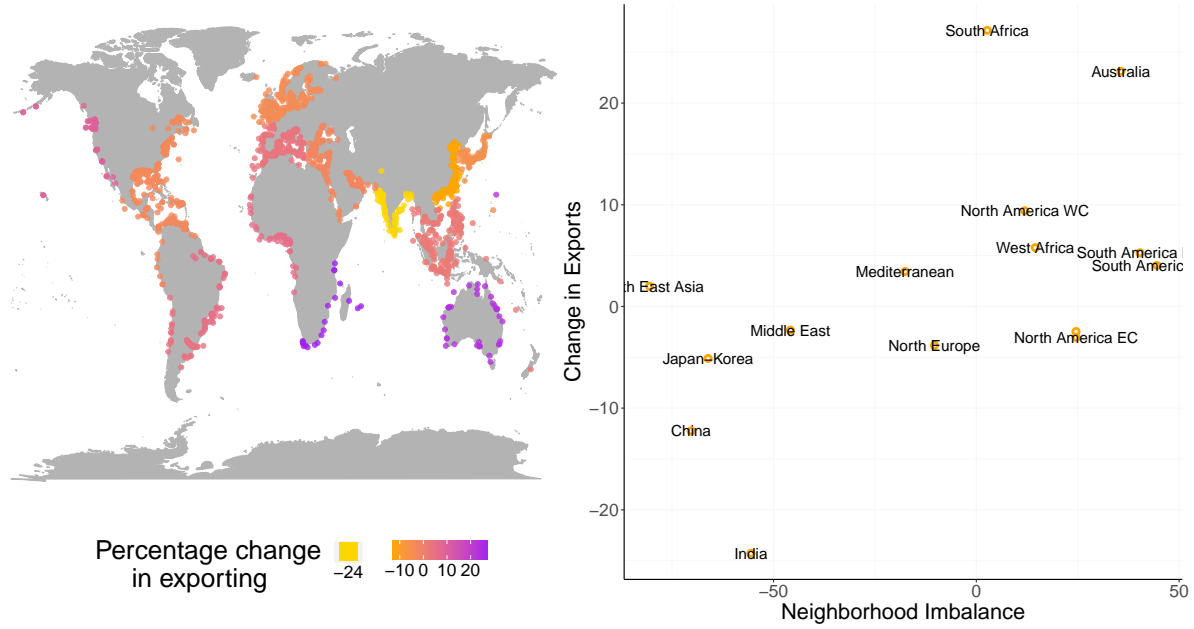 Percentage change
in exporting
−24
−10 0 10 20
Change in Exports
20
10
0
−10
−20
South Africa
Australia
North America WC
West Africa
South America
South Americ
Mediterranean
th East Asia
Middle East
North America EC
North Europe
Japan−Korea
China
India
−50
0
50
Neighborhood Imbalance